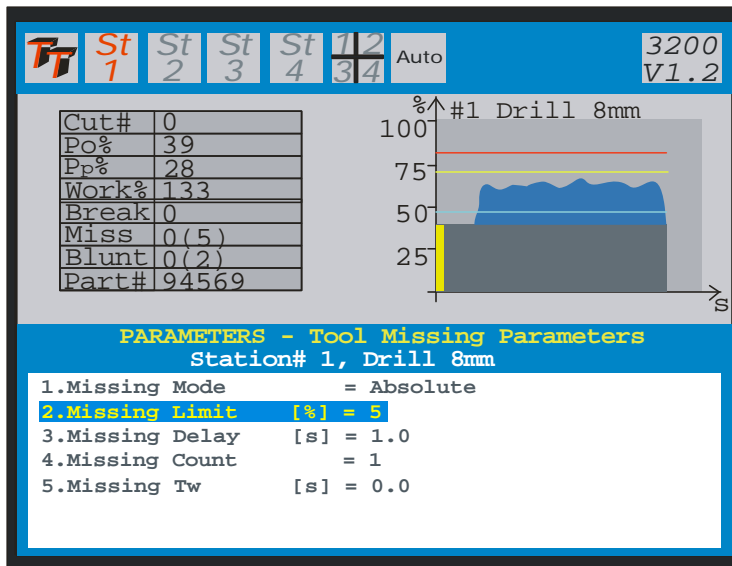 TT St 1 St 2 St 3 St 4 1 2 3 4 Auto 3200 V1.2
Cut# 0
Po% 39
Pp% 28
Work% 133
Break 0
Miss 0(5)
Blunt 0(2)
Part# 94569
% #1 Drill 8mm
100
75
50
25
s
PARAMETERS - Tool Missing Parameters
Station# 1, Drill 8mm
1.Missing Mode = Absolute
2.Missing Limit [%] = 5
3.Missing Delay [s] = 1.0
4.Missing Count = 1
5.Missing Tw [s] = 0.0